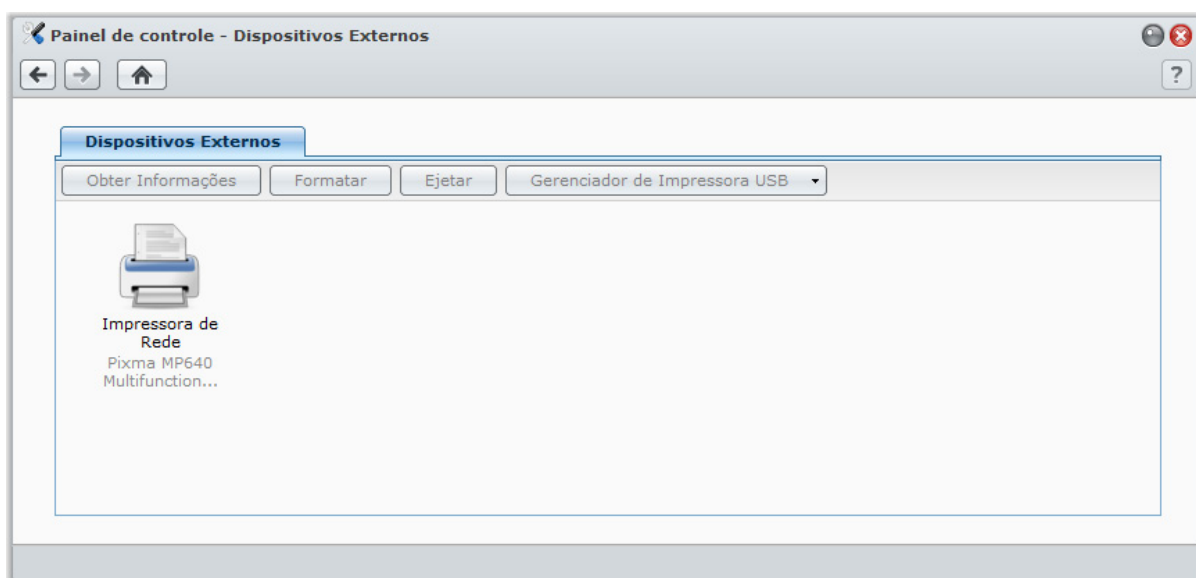 Painel de controle - Dispositivos Externos
?
Dispositivos Externos
Obter Informações Formatar Ejetar Gerenciador de Impressora USB
Impressora de
Rede
Pixma MP640
Multifunction...